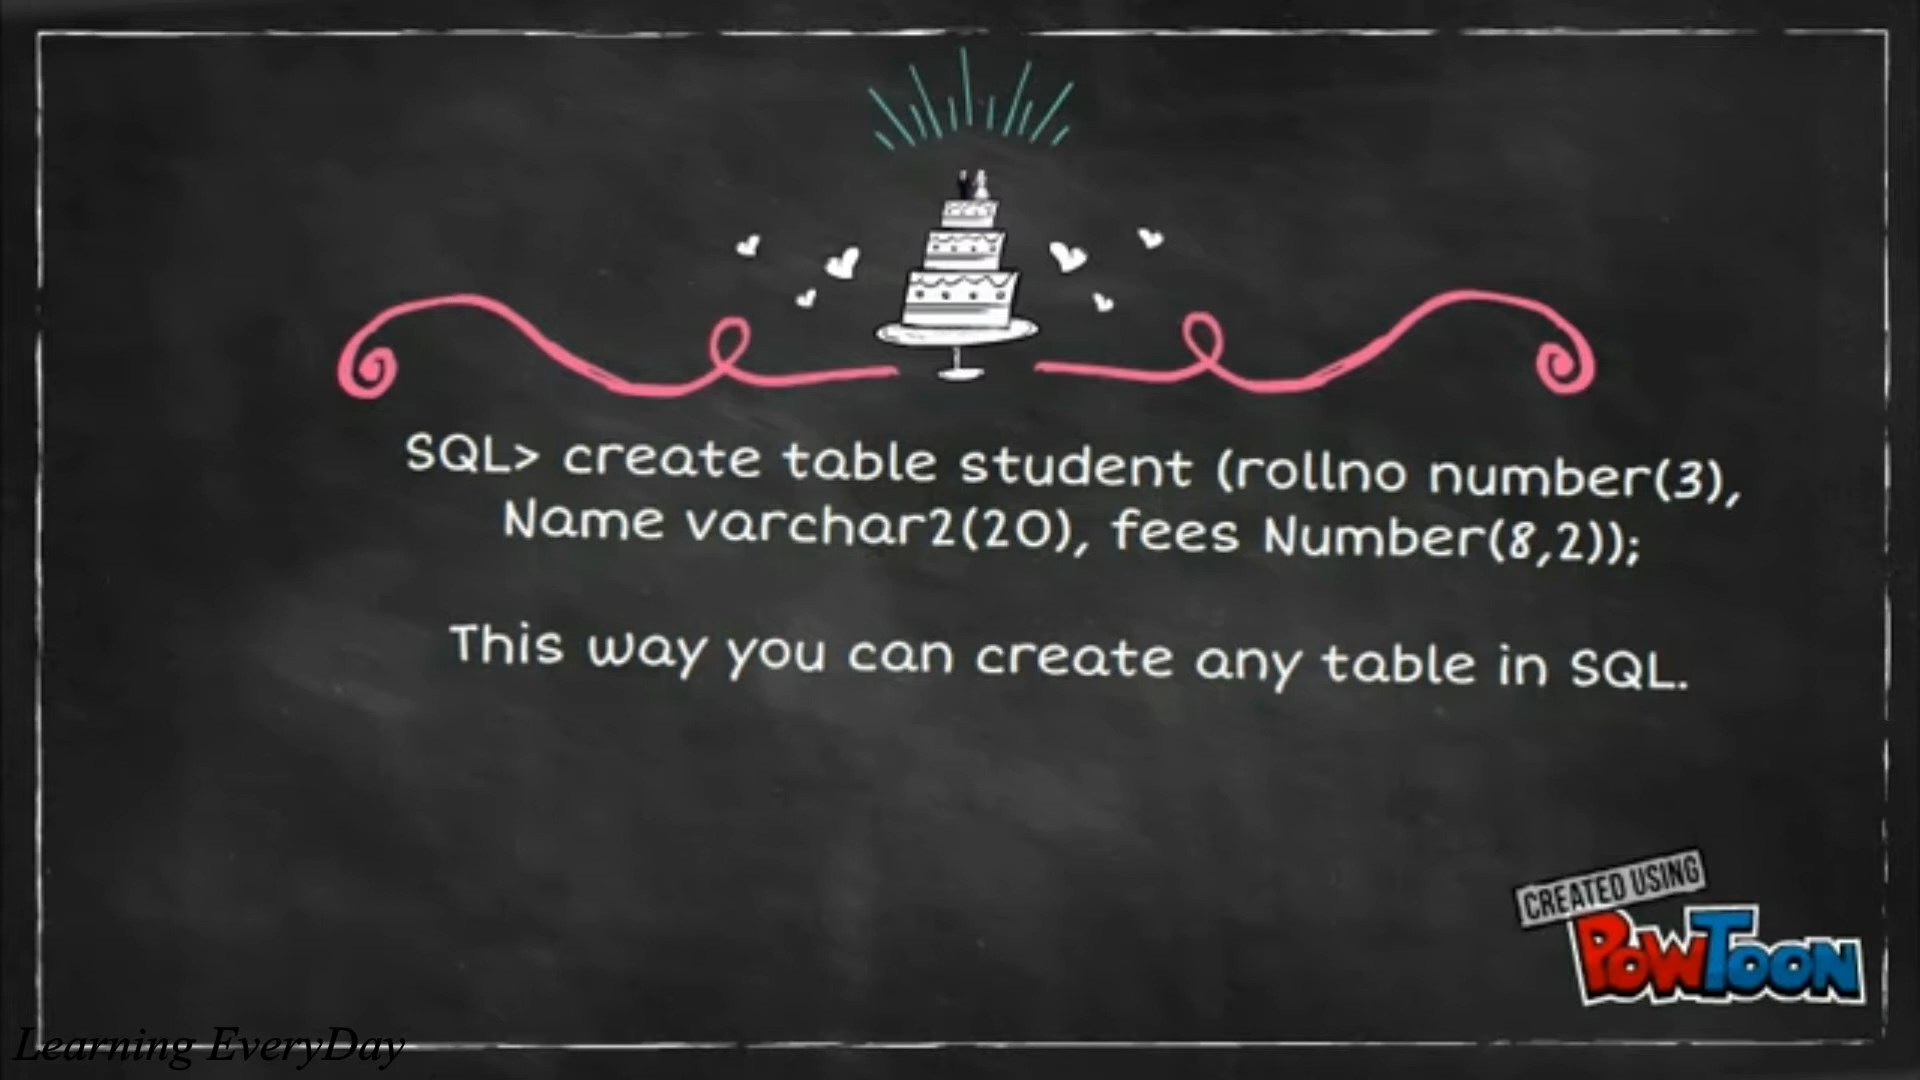 SQL> create table student (rollno number(3),
Name varchar2(20), fees Number(8,2));
This way you can create any table in SQL.
CREATED USING
POWTOON
Learning EveryDay